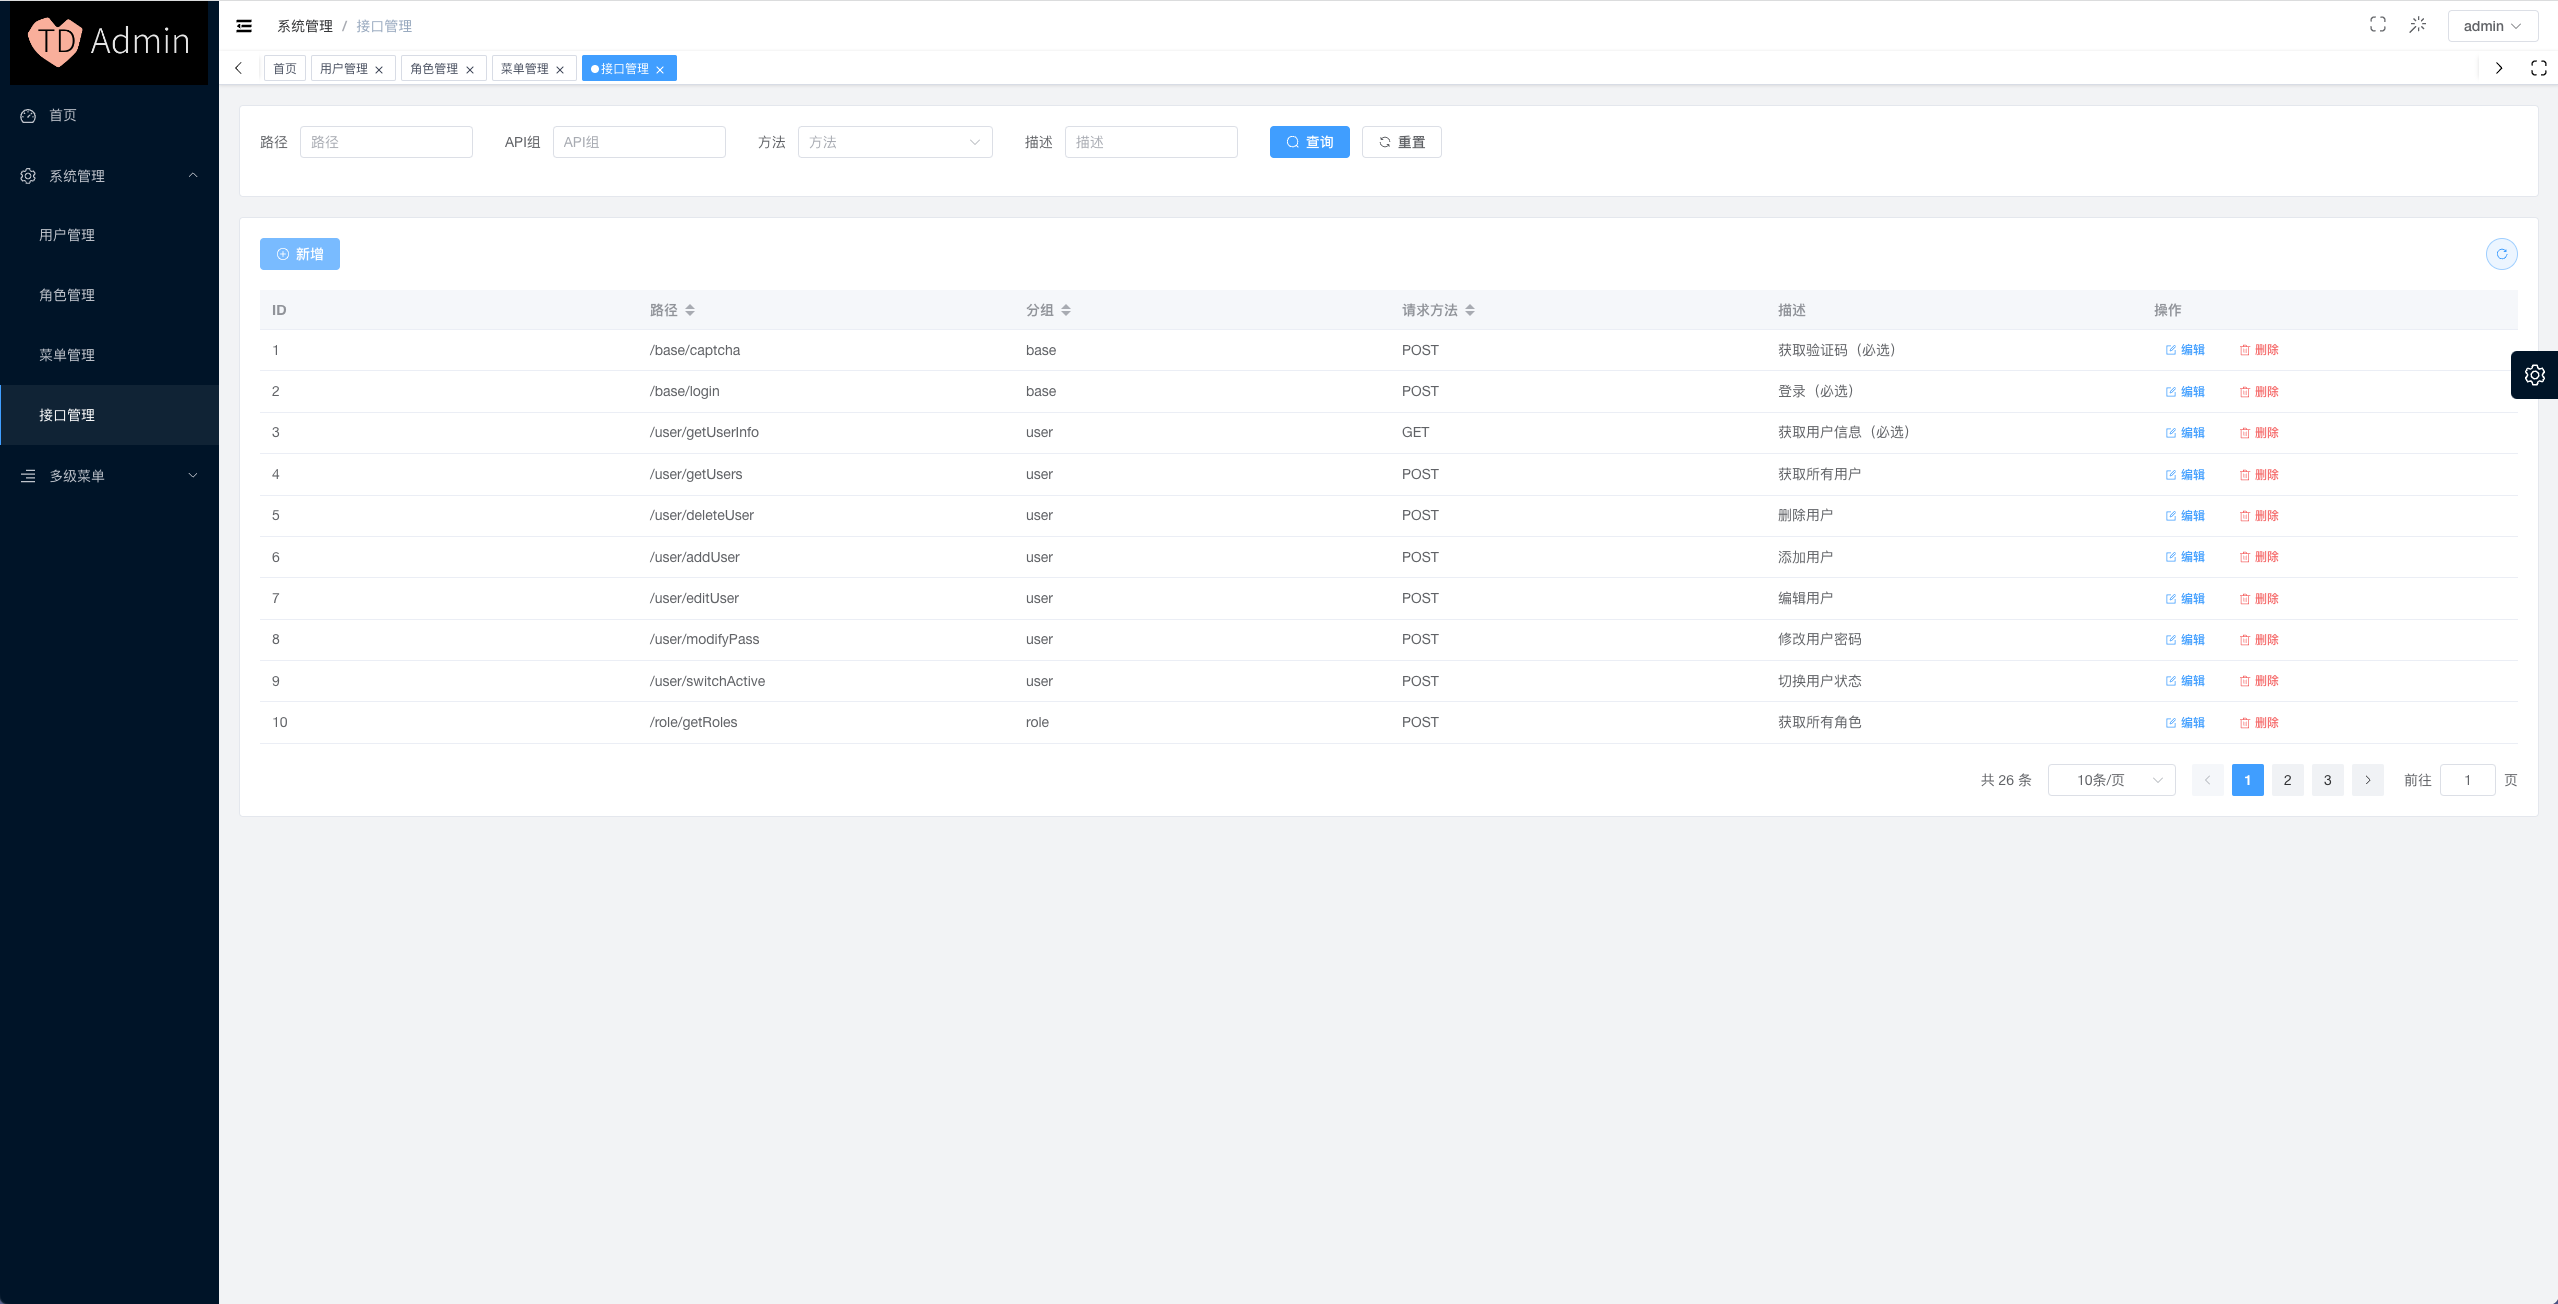 TD Admin
系统管理 / 接口管理
admin
首页 用户管理 角色管理 菜单管理 接口管理
首页
系统管理
用户管理
角色管理
菜单管理
接口管理
多级菜单
路径 路径 API组 API组 方法 方法 描述 描述 查询 重置
新增
ID 路径 分组 请求方法 描述 操作
1 /base/captcha base POST 获取验证码（必选） 编辑 删除
2 /base/login base POST 登录（必选） 编辑 删除
3 /user/getUserInfo user GET 获取用户信息（必选） 编辑 删除
4 /user/getUsers user POST 获取所有用户 编辑 删除
5 /user/deleteUser user POST 删除用户 编辑 删除
6 /user/addUser user POST 添加用户 编辑 删除
7 /user/editUser user POST 编辑用户 编辑 删除
8 /user/modifyPass user POST 修改用户密码 编辑 删除
9 /user/switchActive user POST 切换用户状态 编辑 删除
10 /role/getRoles role POST 获取所有角色 编辑 删除
共 26 条 10条/页 1 2 3 前往 1 页